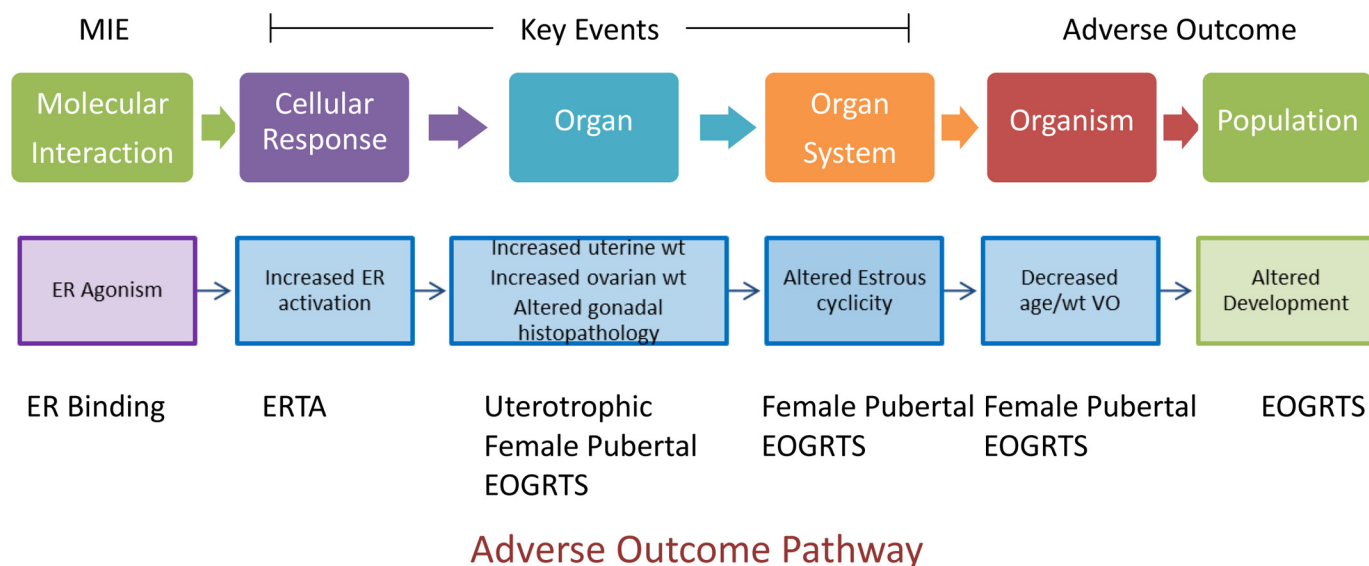 MIE
Key Events
Adverse Outcome
Molecular
Interaction
Cellular
Response
Organ
Organ
System
Organism
Population
ER Agonism
Increased ER
activation
Increased uterine wt
Increased ovarian wt
Altered gonadal
histopathology
Altered Estrous
cyclicity
Decreased
age/wt VO
Altered
Development
ER Binding
ERTA
Uterotrophic
Female Pubertal
EOGRTS
Female Pubertal
EOGRTS
Female Pubertal
EOGRTS
EOGRTS
Adverse Outcome Pathway